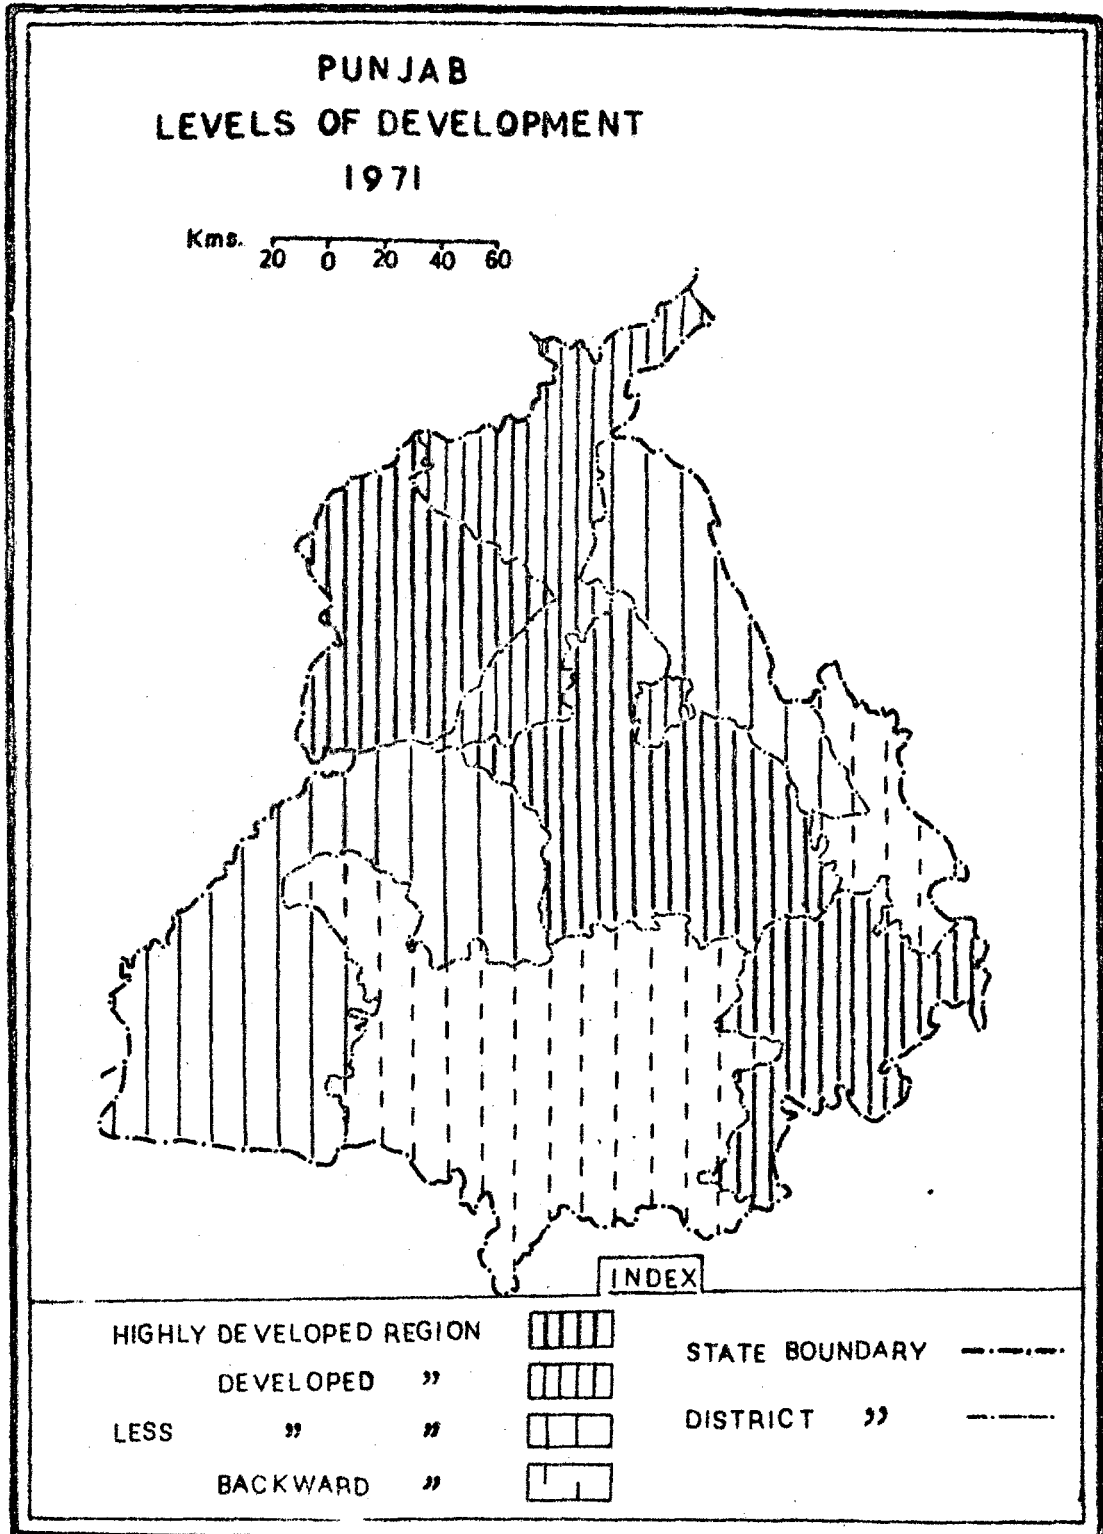 PUNJAB
LEVELS OF DEVELOPMENT
1971
Kms.
20 0 20 40 60
INDEX
HIGHLY DEVELOPED REGION
DEVELOPED "
LESS " "
BACKWARD "
STATE BOUNDARY
DISTRICT "